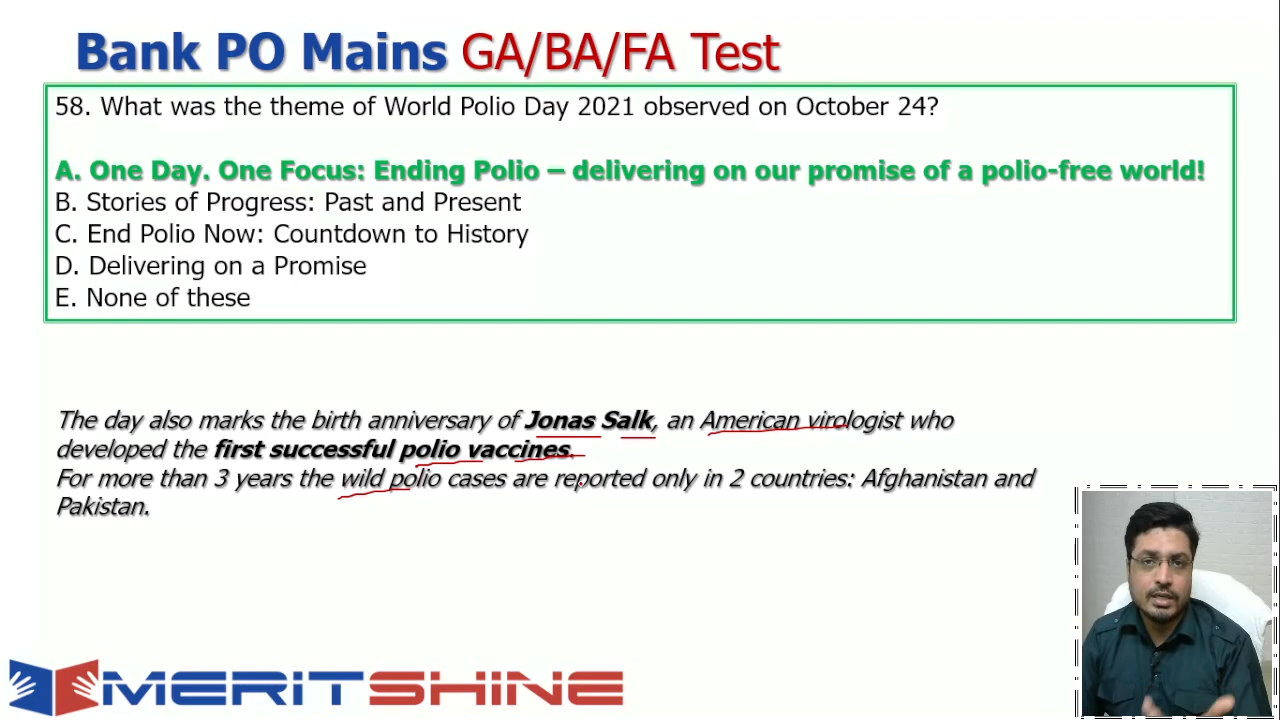 Bank PO Mains GA/BA/FA Test
58. What was the theme of World Polio Day 2021 observed on October 24?
A. One Day. One Focus: Ending Polio – delivering on our promise of a polio-free world!
B. Stories of Progress: Past and Present
C. End Polio Now: Countdown to History
D. Delivering on a Promise
E. None of these
The day also marks the birth anniversary of Jonas Salk, an American virologist who
developed the first successful polio vaccines.
For more than 3 years the wild polio cases are reported only in 2 countries: Afghanistan and
Pakistan.
MERITSHINE